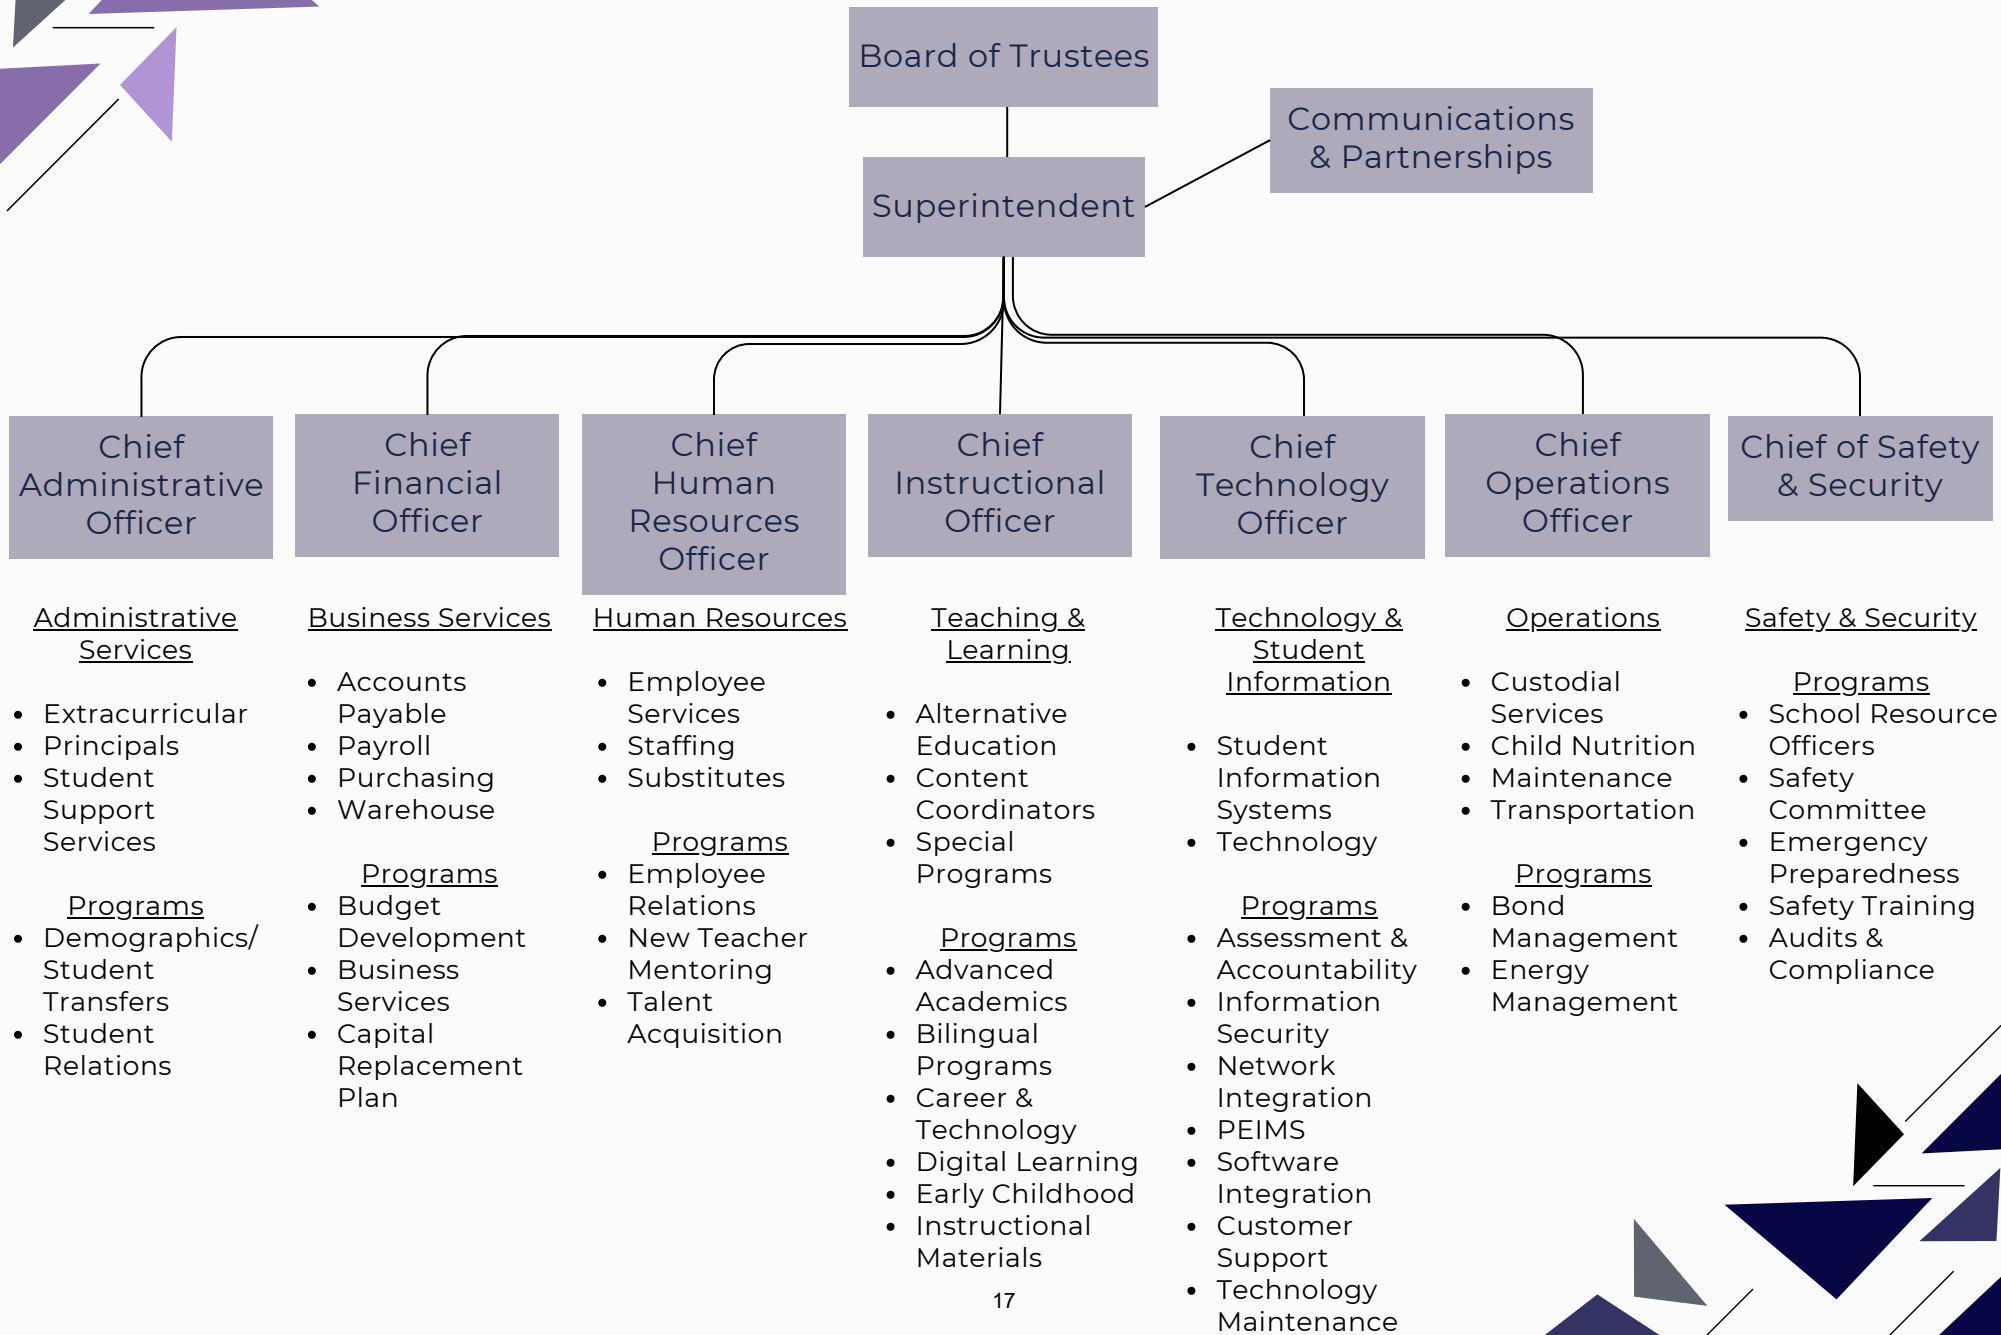 Board of Trustees
Communications
& Partnerships
Superintendent
Chief
Administrative
Officer
Chief
Financial
Officer
Chief
Human
Resources
Officer
Chief
Instructional
Officer
Chief
Technology
Officer
Chief
Operations
Officer
Chief of Safety
& Security
Administrative
Services
• Extracurricular
• Principals
• Student
Support
Services
Programs
• Demographics/
Student
Transfers
• Student
Relations
Business Services
• Accounts
Payable
• Payroll
• Purchasing
• Warehouse
Programs
• Budget
Development
• Business
Services
• Capital
Replacement
Plan
Human Resources
• Employee
Services
• Staffing
• Substitutes
Programs
• Employee
Relations
• New Teacher
Mentoring
• Talent
Acquisition
Teaching &
Learning
• Alternative
Education
• Content
Coordinators
• Special
Programs
Programs
• Advanced
Academics
• Bilingual
Programs
• Career &
Technology
• Digital Learning
• Early Childhood
• Instructional
Materials
Technology &
Student
Information
• Student
Information
Systems
• Technology
Programs
• Assessment &
Accountability
• Information
Security
• Network
Integration
• PEIMS
• Software
Integration
• Customer
Support
• Technology
Maintenance
Operations
• Custodial
Services
• Child Nutrition
• Maintenance
• Transportation
Programs
• Bond
Management
• Energy
Management
Safety & Security
Programs
• School Resource
Officers
• Safety
Committee
• Emergency
Preparedness
• Safety Training
• Audits &
Compliance
17